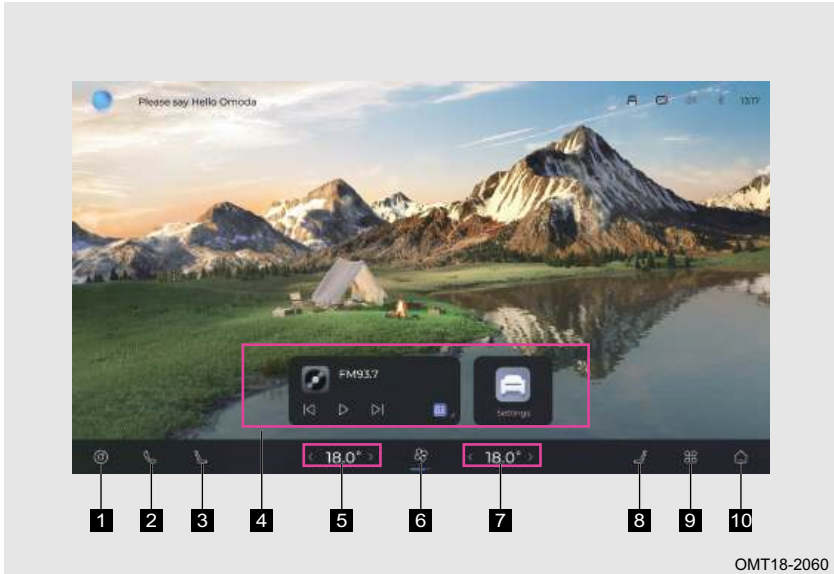 Please say Hello Omoda
13:17
FM93.7
Settings
18.0°
18.0°
1 2 3 4 5 6 7 8 9 10
OMT18-2060